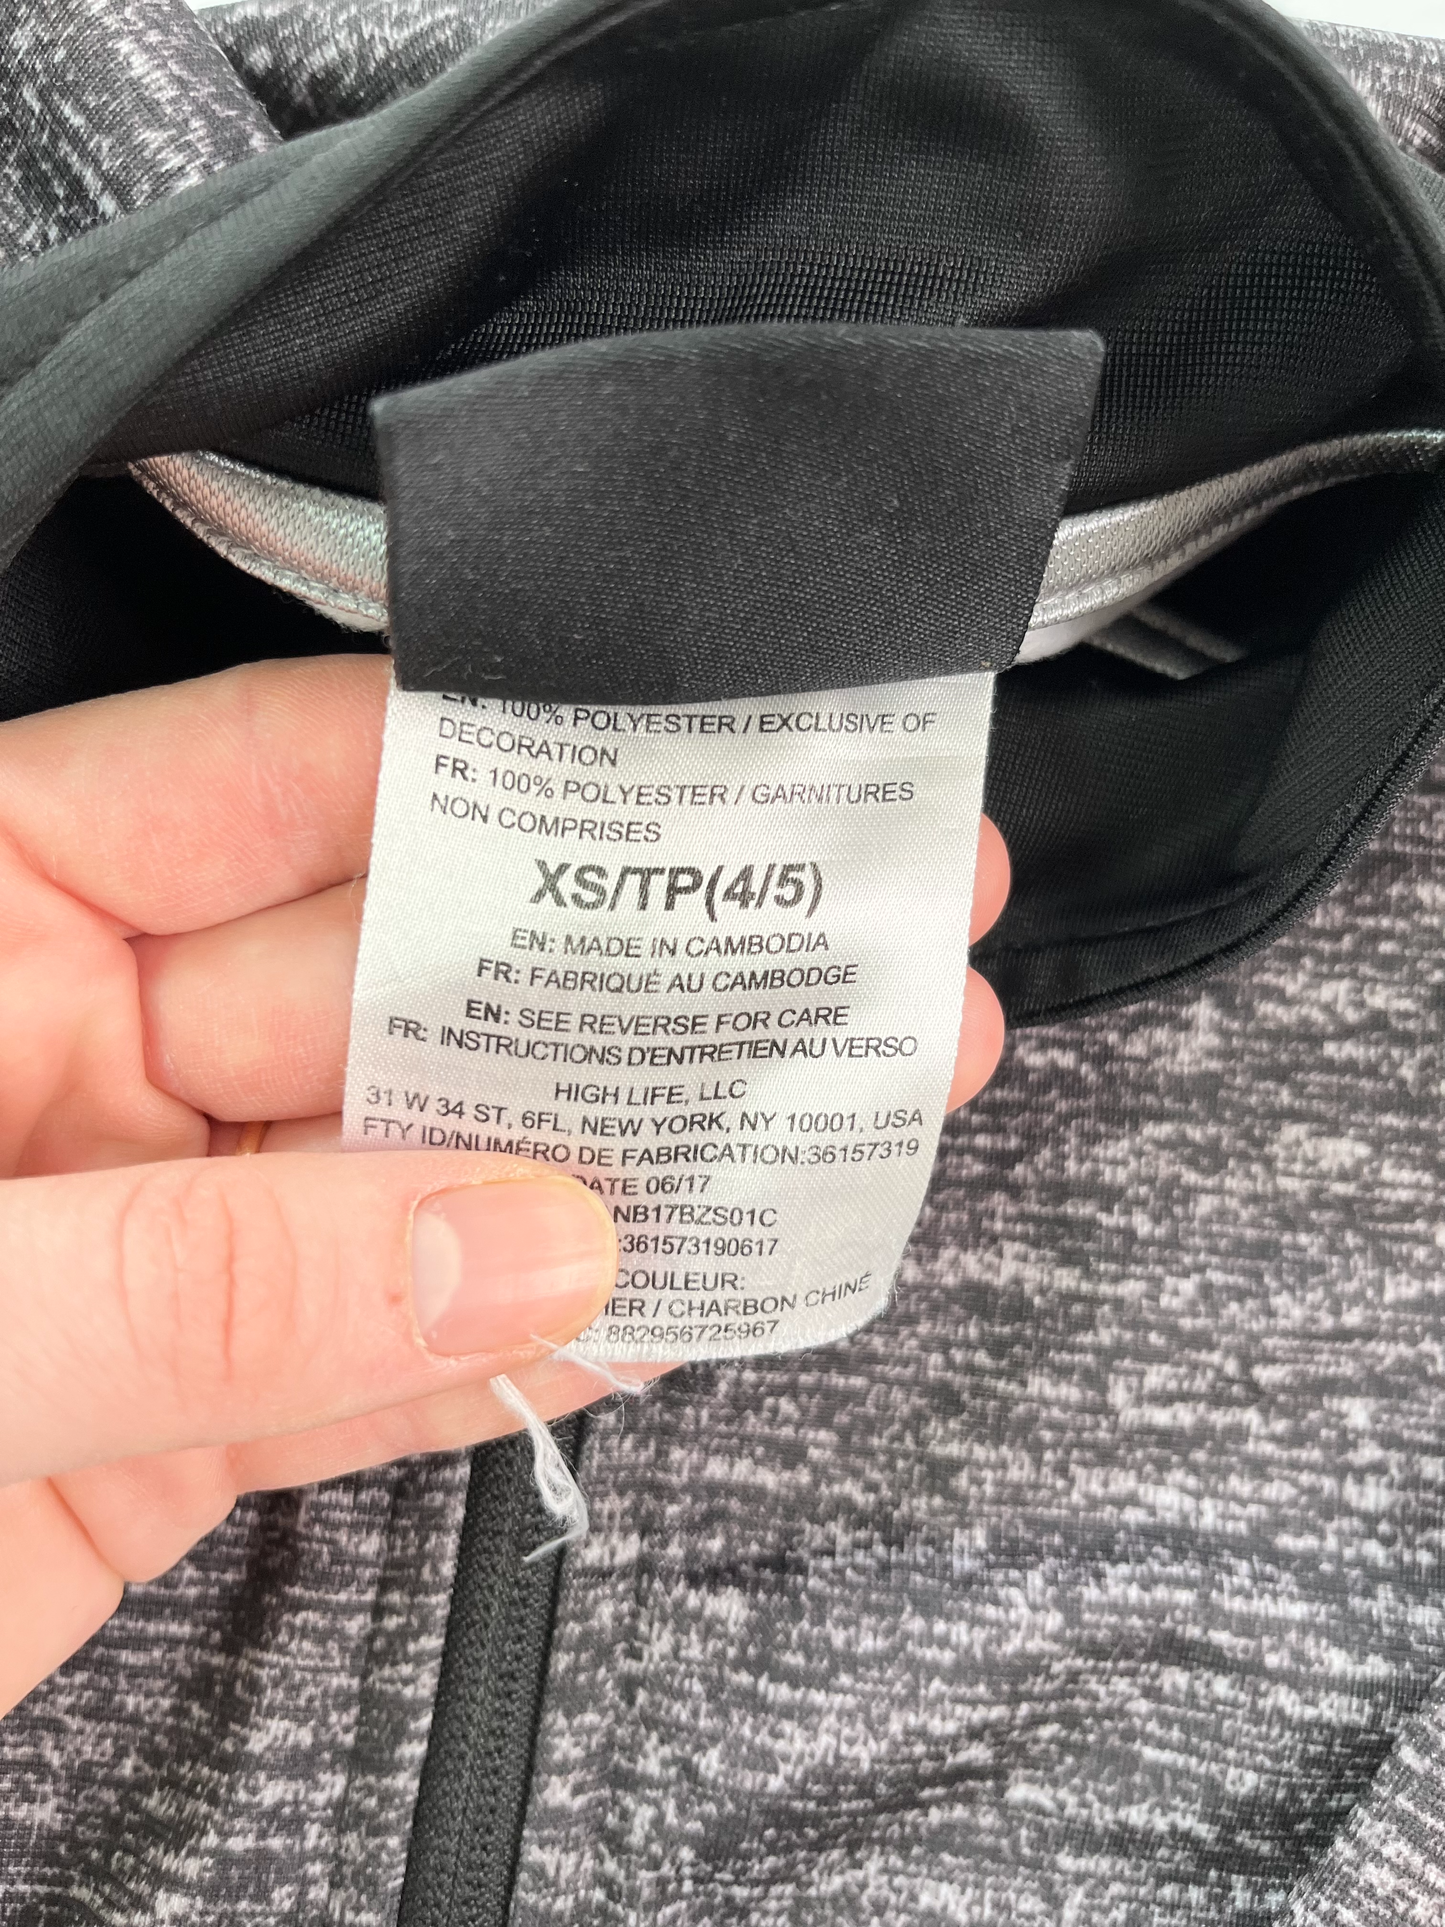 EN: 100% POLYESTER / EXCLUSIVE OF
DECORATION
FR: 100% POLYESTER / GARNITURES
NON COMPRISES
XS/TP(4/5)
EN: MADE IN CAMBODIA
FR: FABRIQUÉ AU CAMBODGE
EN: SEE REVERSE FOR CARE
FR: INSTRUCTIONS D'ENTRETIEN AU VERSO
HIGH LIFE, LLC
31 W 34 ST, 6FL, NEW YORK, NY 10001, USA
FTY ID/NUMÉRO DE FABRICATION:36157319
DATE 06/17
NB17BZS01C
:361573190617
COULEUR:
/ CHARBON CHINÉ
: 882956725967